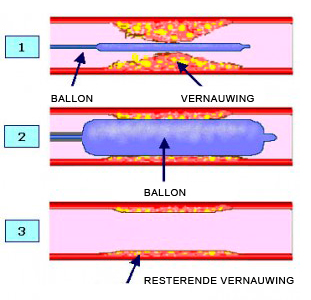 1
BALLON VERNAUWING
2
BALLON
3
RESTERENDE VERNAUWING